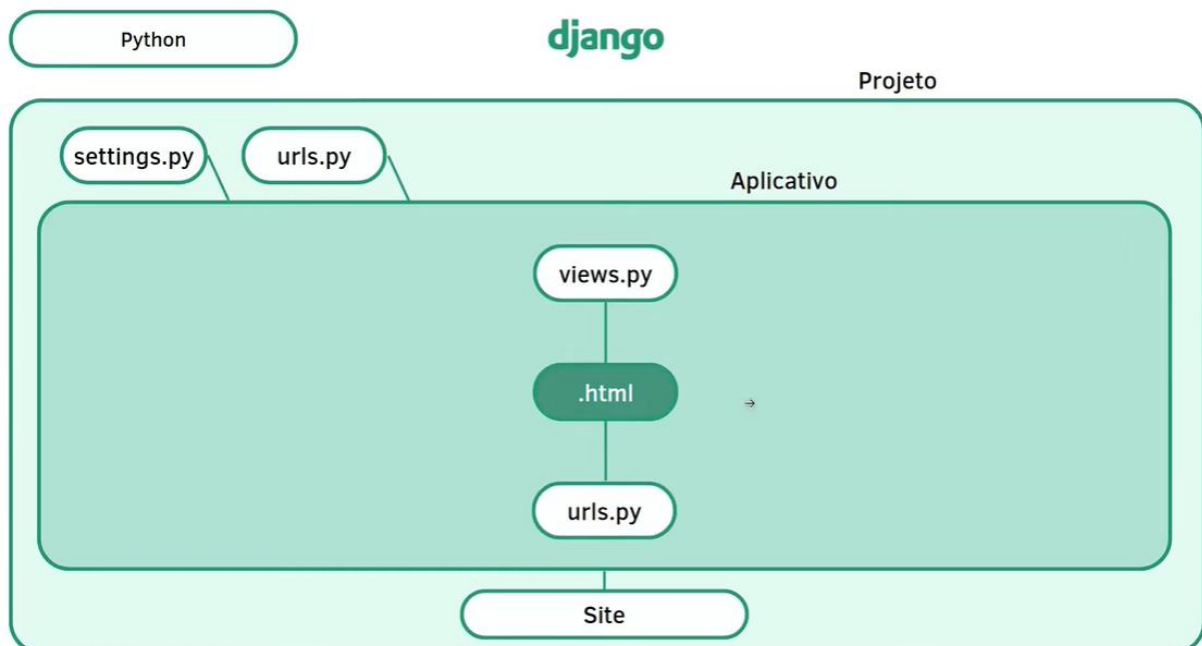 Python
django
Projeto
settings.py
urls.py
Aplicativo
views.py
.html
urls.py
Site